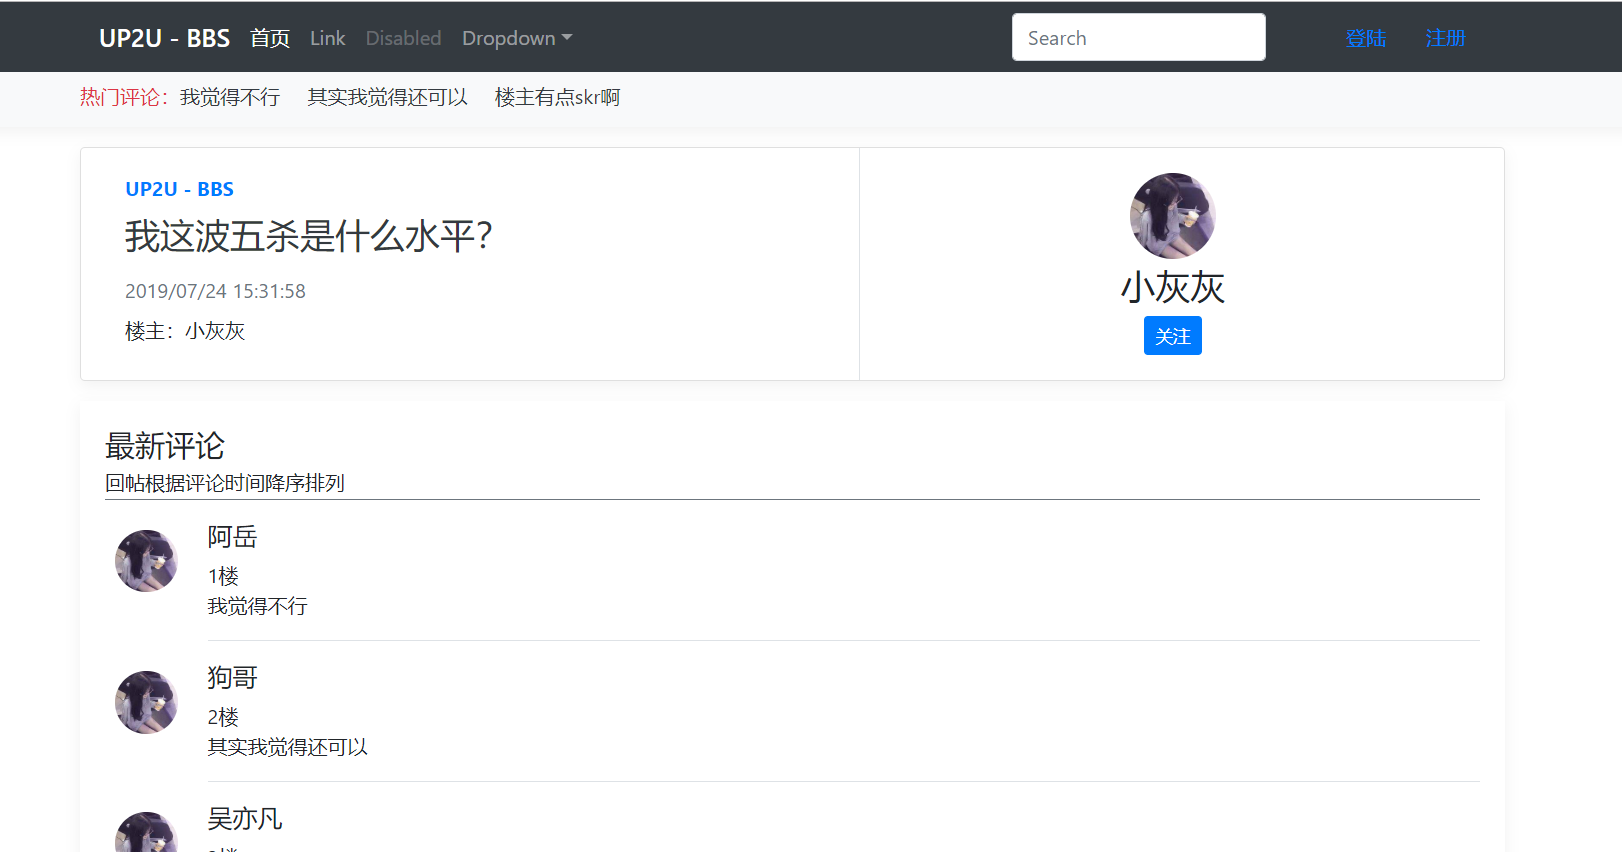 UP2U - BBS 首页 Link Disabled Dropdown Search 登陆 注册
热门评论：我觉得不行 其实我觉得还可以 楼主有点skr啊
UP2U - BBS
我这波五杀是什么水平？
2019/07/24 15:31:58
楼主：小灰灰
小灰灰
关注
最新评论
回帖根据评论时间降序排列
阿岳
1楼
我觉得不行
狗哥
2楼
其实我觉得还可以
吴亦凡